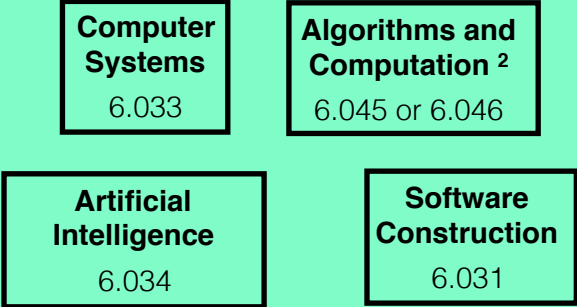 Computer
Systems
6.033
Algorithms and
Computation ²
6.045 or 6.046
Artificial
Intelligence
6.034
Software
Construction
6.031